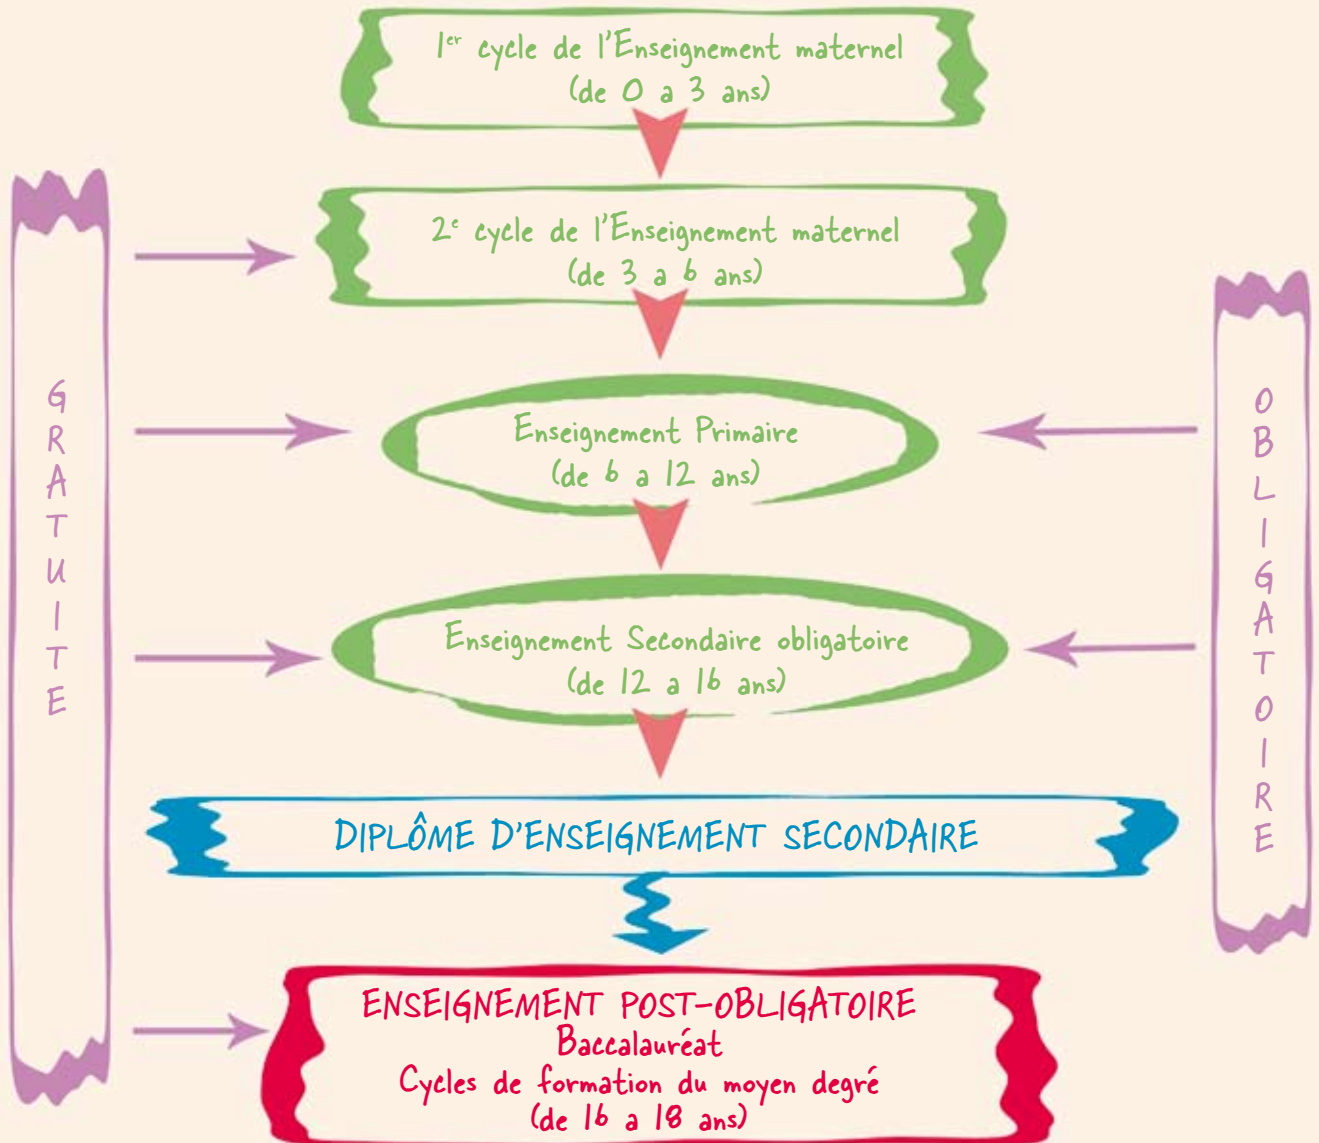 1er cycle de l'Enseignement maternel
(de 0 a 3 ans)
2e cycle de l'Enseignement maternel
(de 3 a 6 ans)
GRATUITE
Enseignement Primaire
(de 6 a 12 ans)
OBLIGATOIRE
Enseignement Secondaire obligatoire
(de 12 a 16 ans)
DIPLÔME D'ENSEIGNEMENT SECONDAIRE
ENSEIGNEMENT POST-OBLIGATOIRE
Baccalauréat
Cycles de formation du moyen degré
(de 16 a 18 ans)